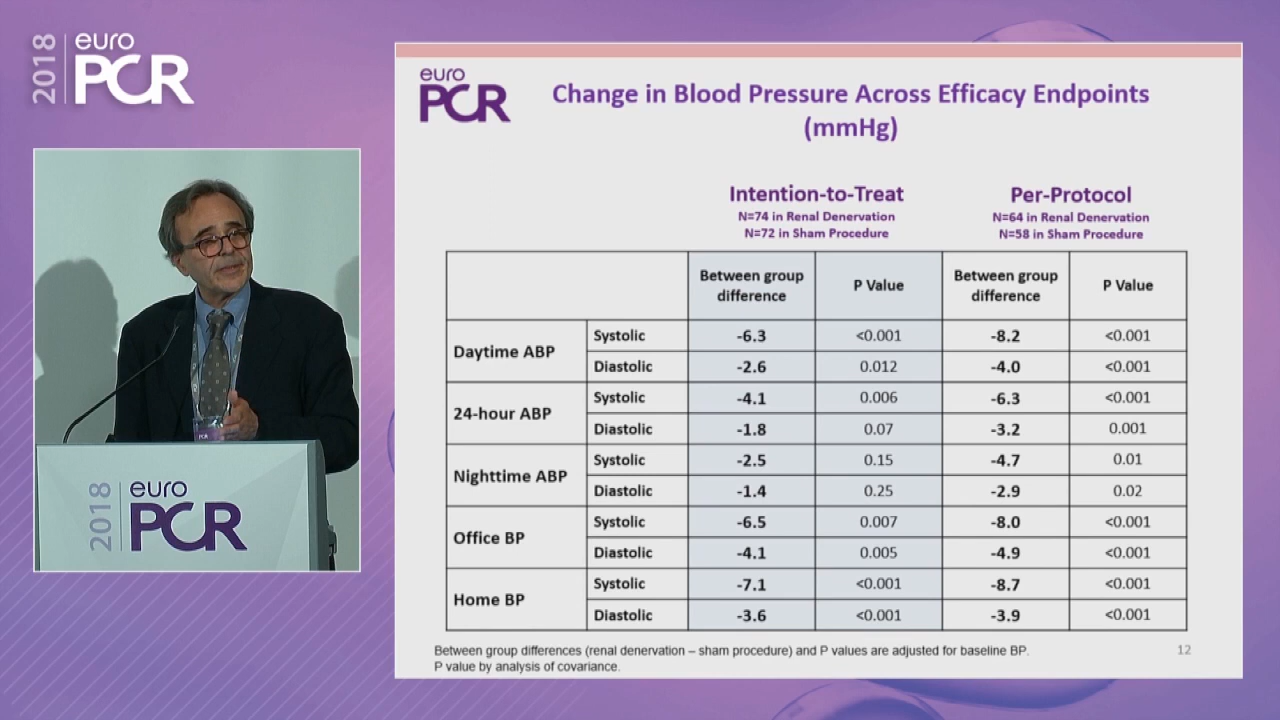 2018
euro
PCR
2018
euro
PCR
PCR
euro
PCR
Change in Blood Pressure Across Efficacy Endpoints
(mmHg)
Intention-to-Treat
N=74 in Renal Denervation
N=72 in Sham Procedure
Per-Protocol
N=64 in Renal Denervation
N=58 in Sham Procedure
Between group difference P Value Between group difference P Value
Daytime ABP Systolic -6.3 <0.001 -8.2 <0.001
Diastolic -2.6 0.012 -4.0 <0.001
24-hour ABP Systolic -4.1 0.006 -6.3 <0.001
Diastolic -1.8 0.07 -3.2 0.001
Nighttime ABP Systolic -2.5 0.15 -4.7 0.01
Diastolic -1.4 0.25 -2.9 0.02
Office BP Systolic -6.5 0.007 -8.0 <0.001
Diastolic -4.1 0.005 -4.9 <0.001
Home BP Systolic -7.1 <0.001 -8.7 <0.001
Diastolic -3.6 <0.001 -3.9 <0.001
Between group differences (renal denervation – sham procedure) and P values are adjusted for baseline BP.
P value by analysis of covariance.
12